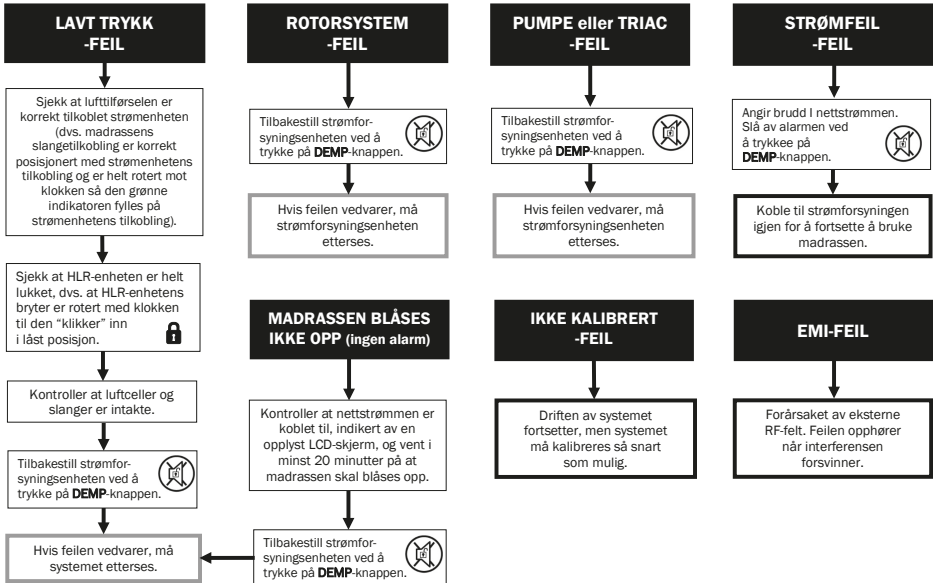 LAVT TRYKK
-FEIL
Sjekk at lufttilførselen er
korrekt tilkoblet strømenheten
(dvs. madrassens
slangetilkobling er korrekt
posisjonert med strømenhetens
tilkobling og er helt rotert mot
klokken så den grønne
indikatoren fylles på
strømenhetens tilkobling).
Sjekk at HLR-enheten er helt
lukket, dvs. at HLR-enhetens
bryter er rotert med klokken
til den “klikker” inn
i låst posisjon.
Kontroller at luftceller og
slanger er intakte.
Tilbakestill strømfor-
syningsenheten ved å
trykke på DEMP-knappen.
Hvis feilen vedvarer, må
systemet etterses.
ROTORSYSTEM
-FEIL
Tilbakestill strømfor-
syningsenheten ved å
trykke på DEMP-knappen.
Hvis feilen vedvarer, må
strømforsyningsenheten
etterses.
PUMPE eller TRIAC
-FEIL
Tilbakestill strømfor-
syningsenheten ved å
trykke på DEMP-knappen.
Hvis feilen vedvarer, må
strømforsyningsenheten
etterses.
STRØMFEIL
-FEIL
Angir brudd I nettstrømmen.
Slå av alarmen ved
å trykkee på
DEMP-knappen.
Koble til strømforsyningen
igjen for å fortsette å bruke
madrassen.
MADRASSEN BLÅSES
IKKE OPP (ingen alarm)
Kontroller at nettstrømmen er
koblet til, indikert av en
opplyst LCD-skjerm, og vent i
minst 20 minutter på at
madrassen skal blåses opp.
Tilbakestill strømfor-
syningsenheten ved å
trykke på DEMP-knappen.
IKKE KALIBRERT
-FEIL
Driften av systemet
fortsetter, men systemet
må kalibreres så snart
som mulig.
EMI-FEIL
Forårsaket av eksterne
RF-felt. Feilen opphører
når interferensen
forsvinner.